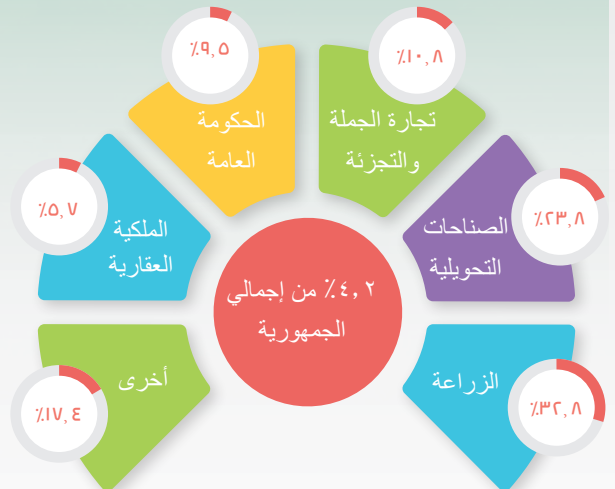 ٪١٠,٨
تجارة الجملة
والتجزئة
٪٩,٥
الحكومة
العامة
٪٢٣,٨
الصناحات
التحويلية
٪٥,٧
الملكية
العقارية
٤,٢٪ من إجمالي
الجمهورية
٪٣٢,٨
الزراعة
٪١٧,٤
أخرى